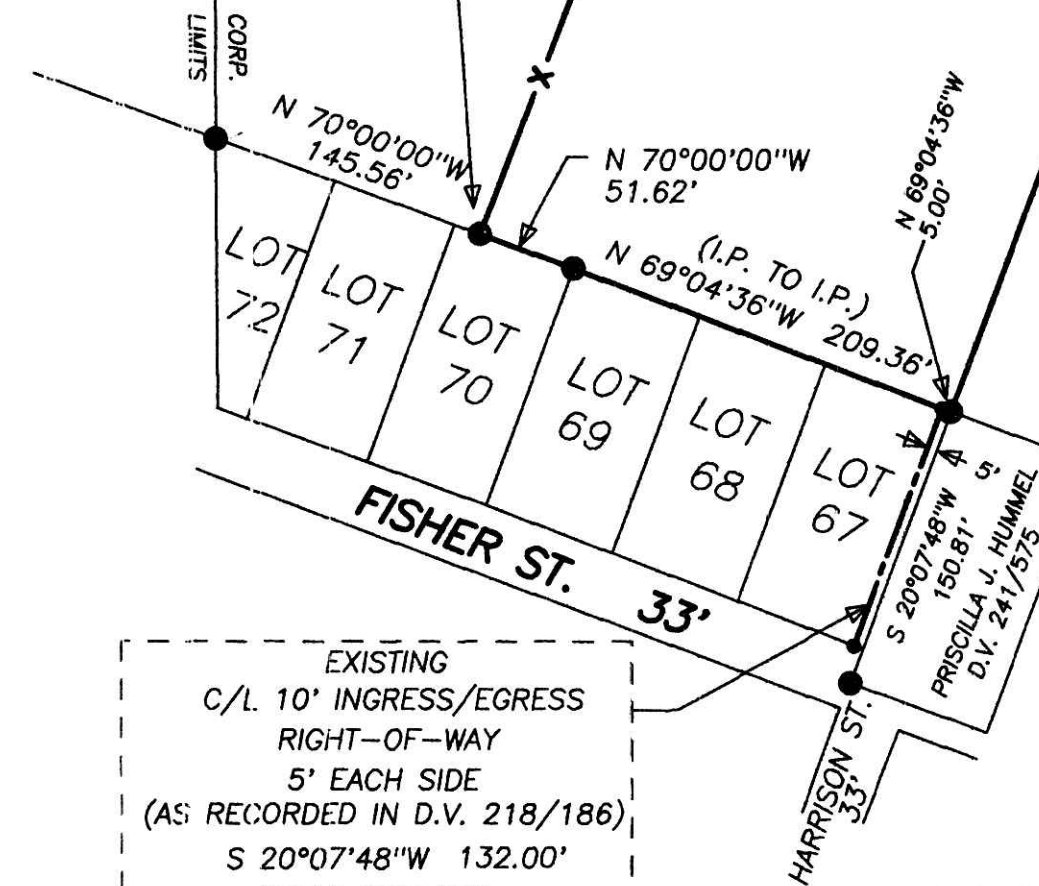 CORP.
LIMITS
N 70°00'00"W
145.56'
N 70°00'00"W
51.62'
N 69°04'36"W
5.00'
(I.P. TO I.P.)
N 69°04'36"W 209.36'
LOT
72
LOT
71
LOT
70
LOT
69
LOT
68
LOT
67
5'
S 20°07'48"W
150.81'
PRISCILLA J. HUMMEL
D.V. 241/575
FISHER ST. 33'
HARRISON ST.
33'
EXISTING
C/L 10' INGRESS/EGRESS
RIGHT-OF-WAY
5' EACH SIDE
(AS RECORDED IN D.V. 218/186)
S 20°07'48"W 132.00'